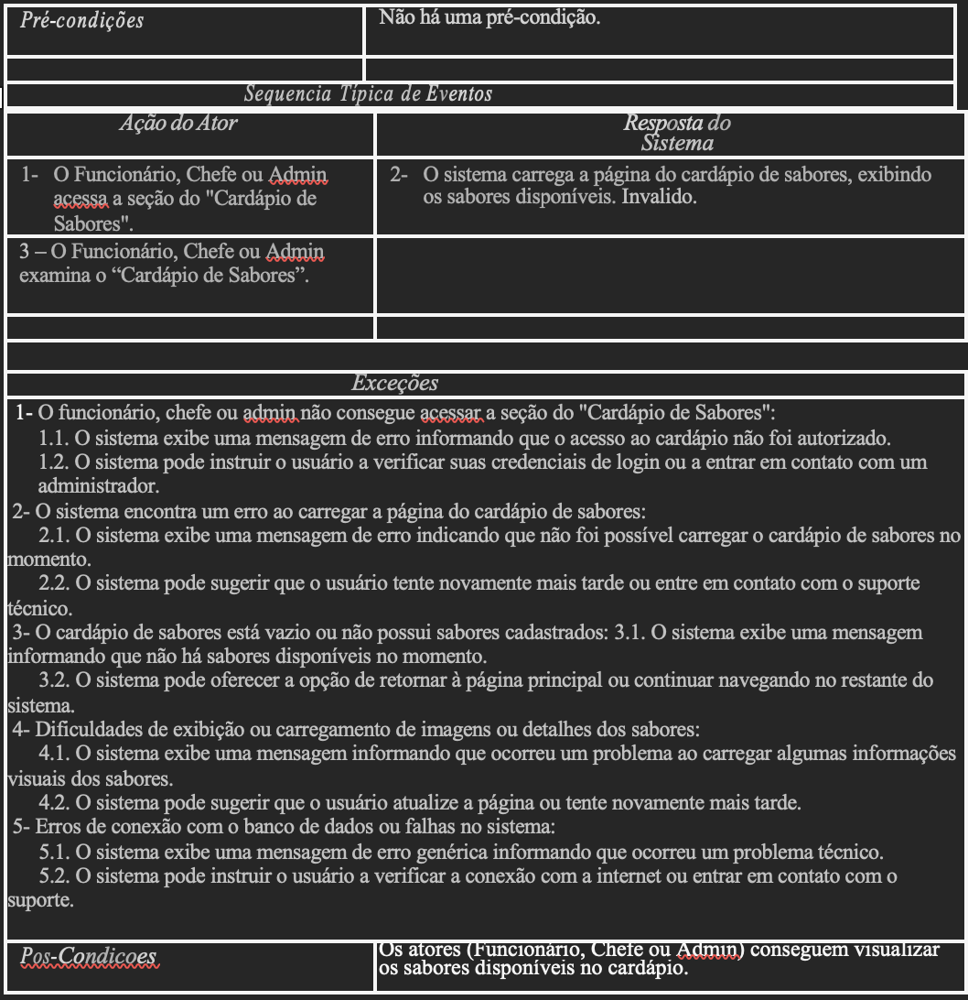 Pré-condições
Não há uma pré-condição.
Sequencia Típica de Eventos
Ação do Ator
Resposta do
Sistema
1- O Funcionário, Chefe ou Admin
acessa a seção do "Cardápio de
Sabores".
2- O sistema carrega a página do cardápio de sabores, exibindo
os sabores disponíveis. Invalido.
3 – O Funcionário, Chefe ou Admin
examina o “Cardápio de Sabores”.
Exceções
1- O funcionário, chefe ou admin não consegue acessar a seção do "Cardápio de Sabores":
1.1. O sistema exibe uma mensagem de erro informando que o acesso ao cardápio não foi autorizado.
1.2. O sistema pode instruir o usuário a verificar suas credenciais de login ou a entrar em contato com um
administrador.
2- O sistema encontra um erro ao carregar a página do cardápio de sabores:
2.1. O sistema exibe uma mensagem de erro indicando que não foi possível carregar o cardápio de sabores no
momento.
2.2. O sistema pode sugerir que o usuário tente novamente mais tarde ou entre em contato com o suporte
técnico.
3- O cardápio de sabores está vazio ou não possui sabores cadastrados: 3.1. O sistema exibe uma mensagem
informando que não há sabores disponíveis no momento.
3.2. O sistema pode oferecer a opção de retornar à página principal ou continuar navegando no restante do
sistema.
4- Dificuldades de exibição ou carregamento de imagens ou detalhes dos sabores:
4.1. O sistema exibe uma mensagem informando que ocorreu um problema ao carregar algumas informações
visuais dos sabores.
4.2. O sistema pode sugerir que o usuário atualize a página ou tente novamente mais tarde.
5- Erros de conexão com o banco de dados ou falhas no sistema:
5.1. O sistema exibe uma mensagem de erro genérica informando que ocorreu um problema técnico.
5.2. O sistema pode instruir o usuário a verificar a conexão com a internet ou entrar em contato com o
suporte.
Pos-Condicoes
Os atores (Funcionário, Chefe ou Admin) conseguem visualizar
os sabores disponíveis no cardápio.